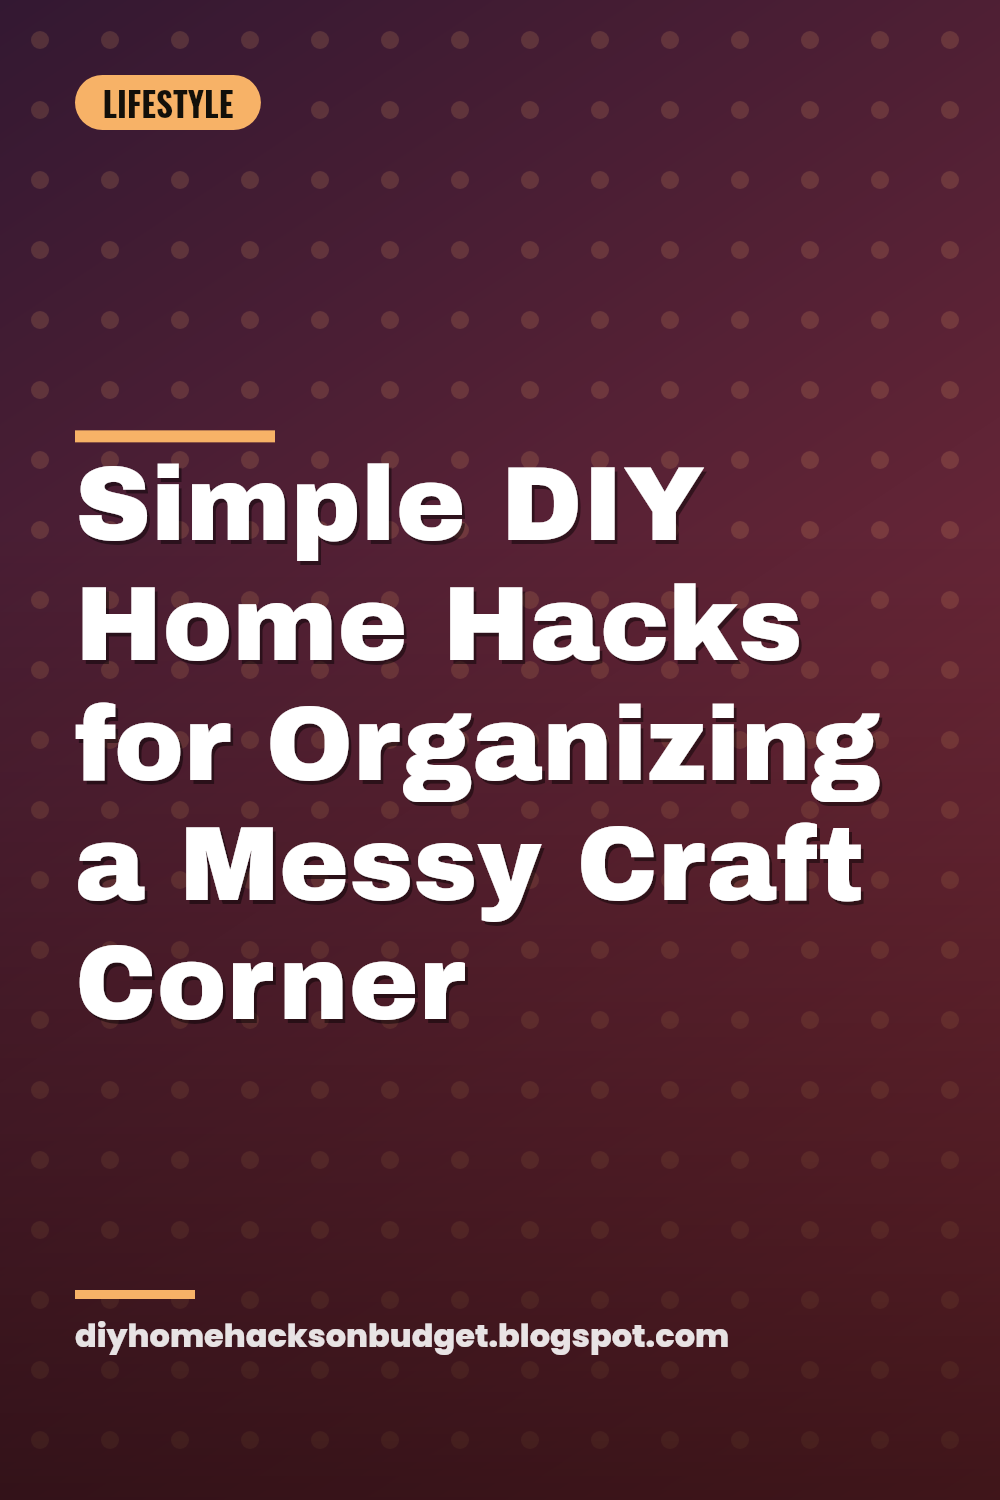 LIFESTYLE
Simple DIY
Home Hacks
for Organizing
a Messy Craft
Corner
diyhomehacksonbudget.blogspot.com